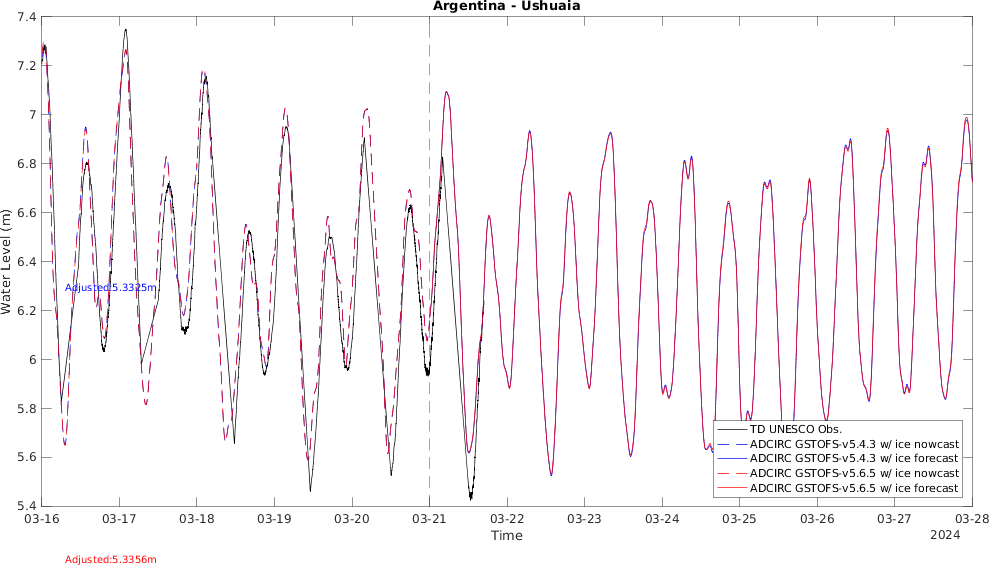 Argentina - Ushuaia
7.4
7.2
7
6.8
6.6
6.4
6.2
6
5.8
5.6
5.4
Water Level (m)
Adjusted:5.3325m
TD UNESCO Obs.
ADCIRC GSTOFS-v5.4.3 w/ ice nowcast
ADCIRC GSTOFS-v5.4.3 w/ ice forecast
ADCIRC GSTOFS-v5.6.5 w/ ice nowcast
ADCIRC GSTOFS-v5.6.5 w/ ice forecast
03-16 03-17 03-18 03-19 03-20 03-21 03-22 03-23 03-24 03-25 03-26 03-27 03-28
Time
2024
Adjusted:5.3356m